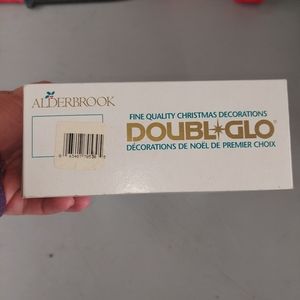 ALDERBROOK
FINE QUALITY CHRISTMAS DECORATIONS
DOUBL★GLO®
DÉCORATIONS DE NOËL DE PREMIER CHOIX